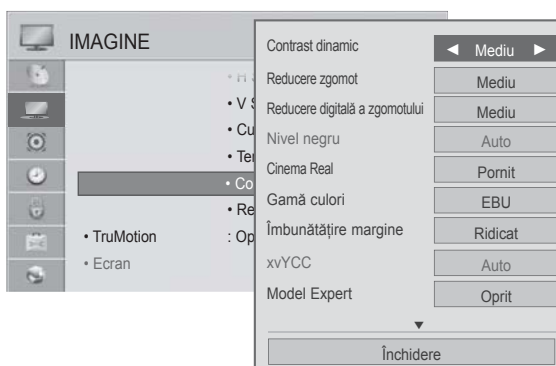 IMAGINE
• V
• Cu
• Te
• Co
• Re
• TruMotion : Op
• Ecran
Contrast dinamic ◄ Mediu ►
Reducere zgomot Mediu
Reducere digitală a zgomotului Mediu
Nivel negru Auto
Cinema Real Pornit
Gamă culori EBU
Îmbunătăţire margine Ridicat
xvYCC Auto
Model Expert Oprit
▼
Închidere